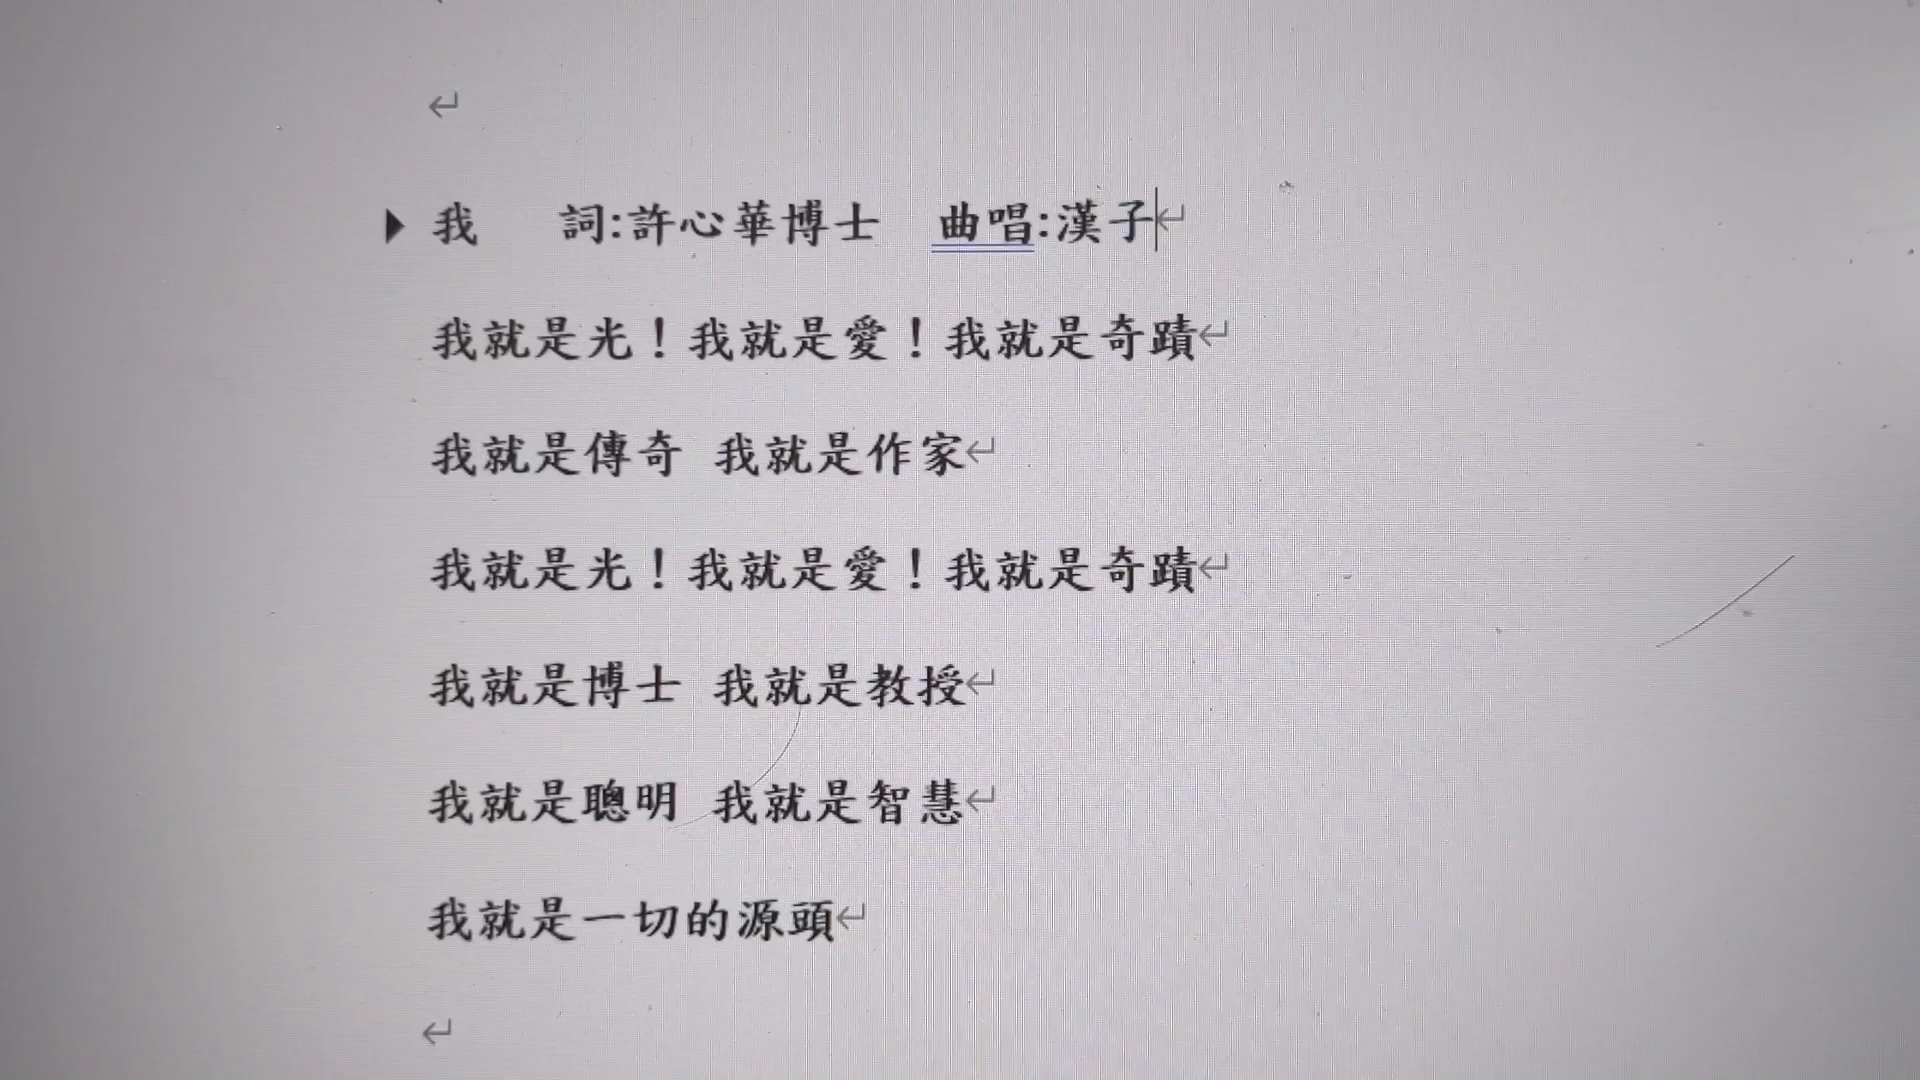 我 詞:許心華博士 曲唱:漢子
我就是光！我就是愛！我就是奇蹟
我就是傳奇 我就是作家
我就是光！我就是愛！我就是奇蹟
我就是博士 我就是教授
我就是聰明 我就是智慧
我就是一切的源頭